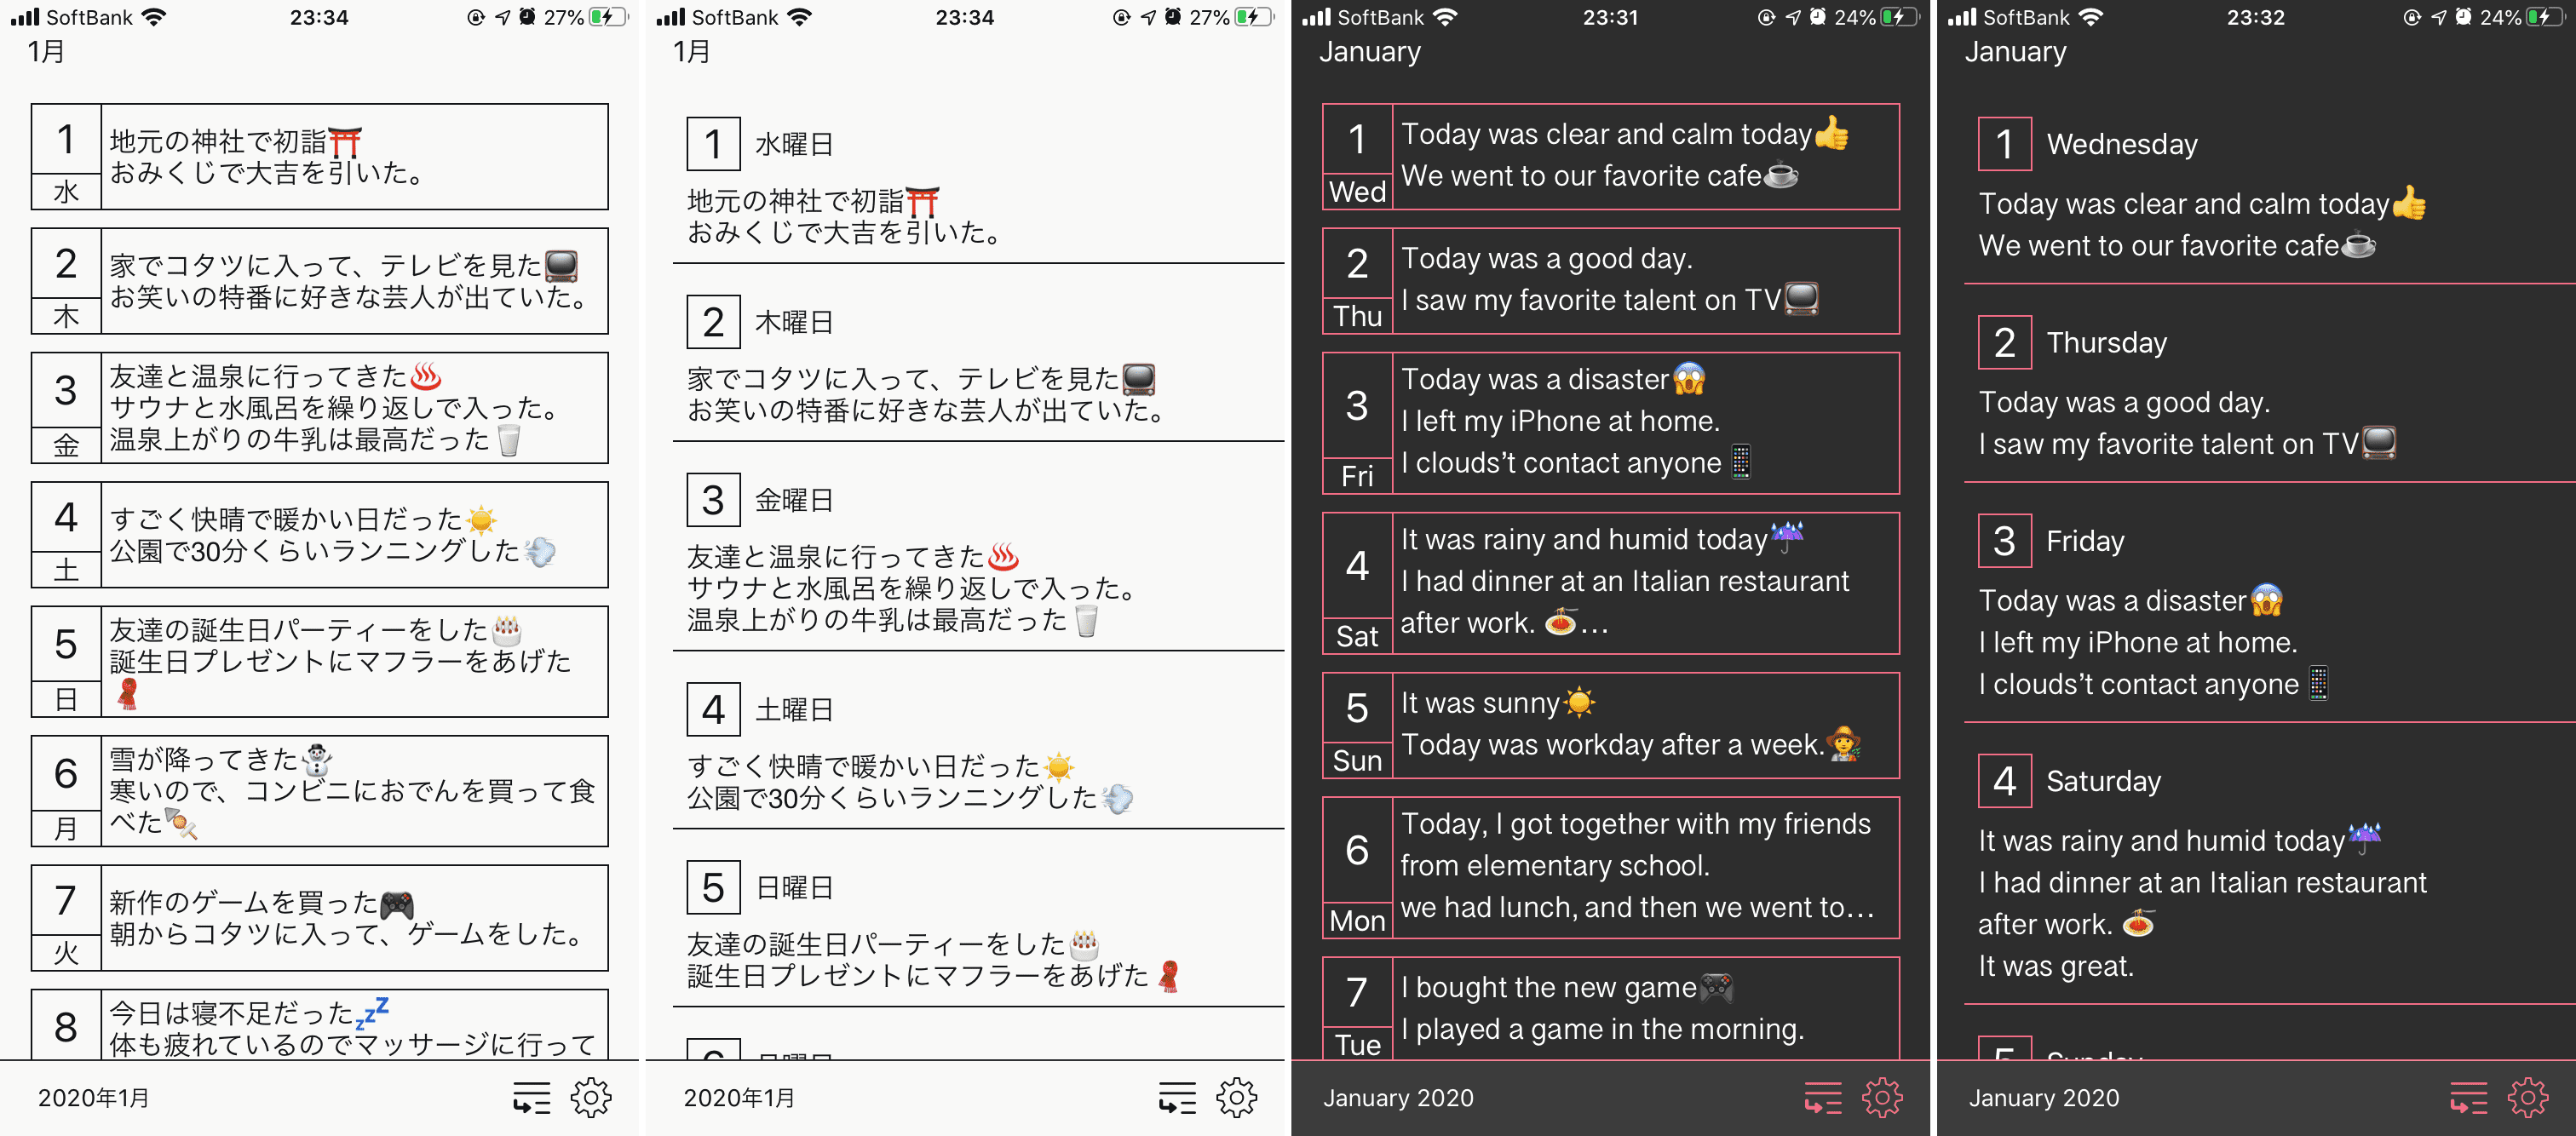 SoftBank 23:34 27%
1月
1
水
地元の神社で初詣⛩
おみくじで大吉を引いた。
2
木
家でコタツに入って、テレビを見た📺
お笑いの特番に好きな芸人が出ていた。
3
金
友達と温泉に行ってきた♨️
サウナと水風呂を繰り返しで入った。
温泉上がりの牛乳は最高だった🥛
4
土
すごく快晴で暖かい日だった☀️
公園で30分くらいランニングした💨
5
日
友達の誕生日パーティーをした🎂
誕生日プレゼントにマフラーをあげた
🧣
6
月
雪が降ってきた⛄
寒いので、コンビニにおでんを買って食
べた🍢
7
火
新作のゲームを買った🎮
朝からコタツに入って、ゲームをした。
8
今日は寝不足だった💤
体も疲れているのでマッサージに行って
2020年1月
SoftBank 23:34 27%
1月
1 水曜日
地元の神社で初詣⛩
おみくじで大吉を引いた。
2 木曜日
家でコタツに入って、テレビを見た📺
お笑いの特番に好きな芸人が出ていた。
3 金曜日
友達と温泉に行ってきた♨️
サウナと水風呂を繰り返しで入った。
温泉上がりの牛乳は最高だった🥛
4 土曜日
すごく快晴で暖かい日だった☀️
公園で30分くらいランニングした💨
5 日曜日
友達の誕生日パーティーをした🎂
誕生日プレゼントにマフラーをあげた🧣
2020年1月
SoftBank 23:31 24%
January
1
Wed
Today was clear and calm today👍
We went to our favorite cafe☕
2
Thu
Today was a good day.
I saw my favorite talent on TV📺
3
Fri
Today was a disaster😱
I left my iPhone at home.
I clouds’t contact anyone📱
4
Sat
It was rainy and humid today☔
I had dinner at an Italian restaurant
after work. 🍝…
5
Sun
It was sunny☀️
Today was workday after a week.🧑‍🌾
6
Mon
Today, I got together with my friends
from elementary school.
we had lunch, and then we went to…
7
Tue
I bought the new game🎮
I played a game in the morning.
January 2020
SoftBank 23:32 24%
January
1 Wednesday
Today was clear and calm today👍
We went to our favorite cafe☕
2 Thursday
Today was a good day.
I saw my favorite talent on TV📺
3 Friday
Today was a disaster😱
I left my iPhone at home.
I clouds’t contact anyone📱
4 Saturday
It was rainy and humid today☔
I had dinner at an Italian restaurant
after work. 🍝
It was great.
5 Sunday
January 2020